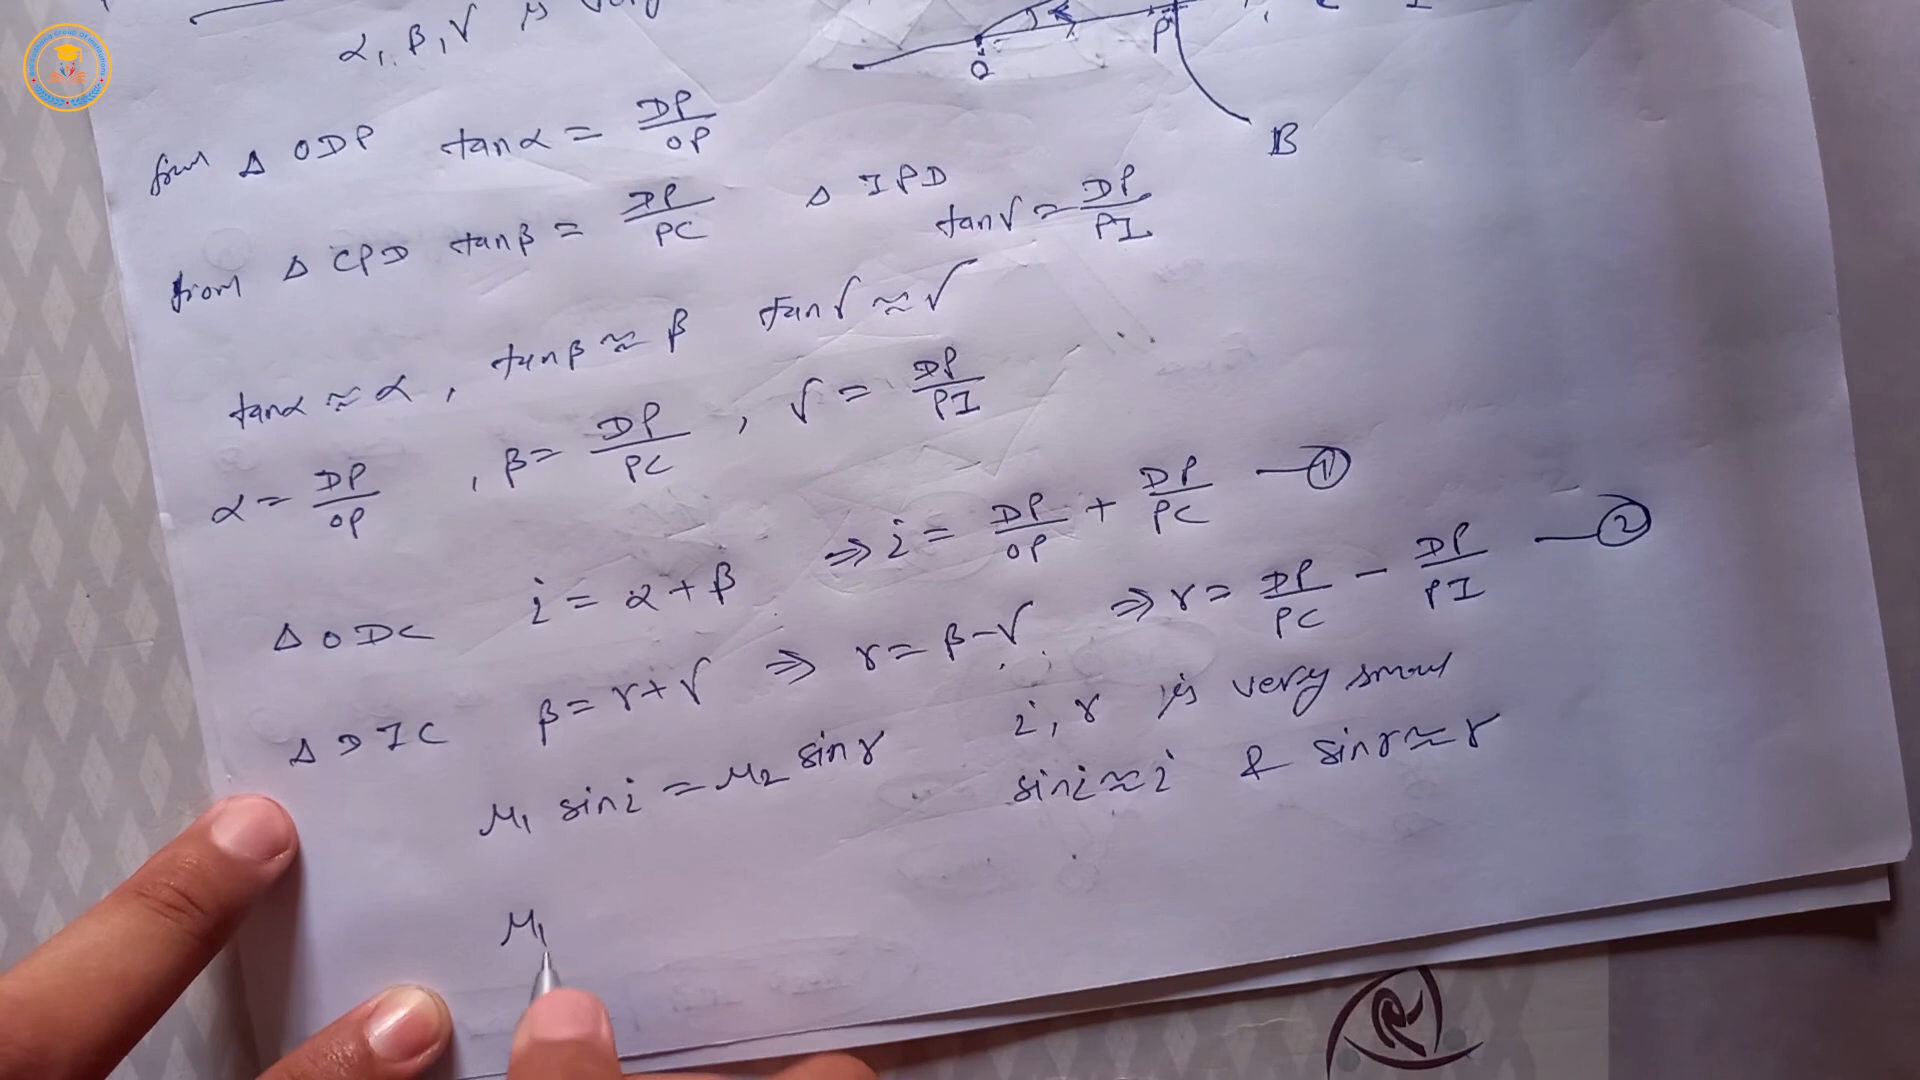 α, β, γ is very
O P
B
from Δ ODP tanα = DP/OP
from Δ CPD tanβ = DP/PC Δ IPD tanγ = DP/PI
tanα ≈ α, tanβ ≈ β tanγ ≈ γ
α = DP/OP, β = DP/PC, γ = DP/PI
Δ ODC i = α + β ⇒ i = DP/OP + DP/PC — ①
Δ DIC β = r + γ ⇒ r = β - γ ⇒ r = DP/PC - DP/PI — ②
μ₁ sin i = μ₂ sin r i, r is very small
sin i ≈ i & sin r ≈ r
μ₁